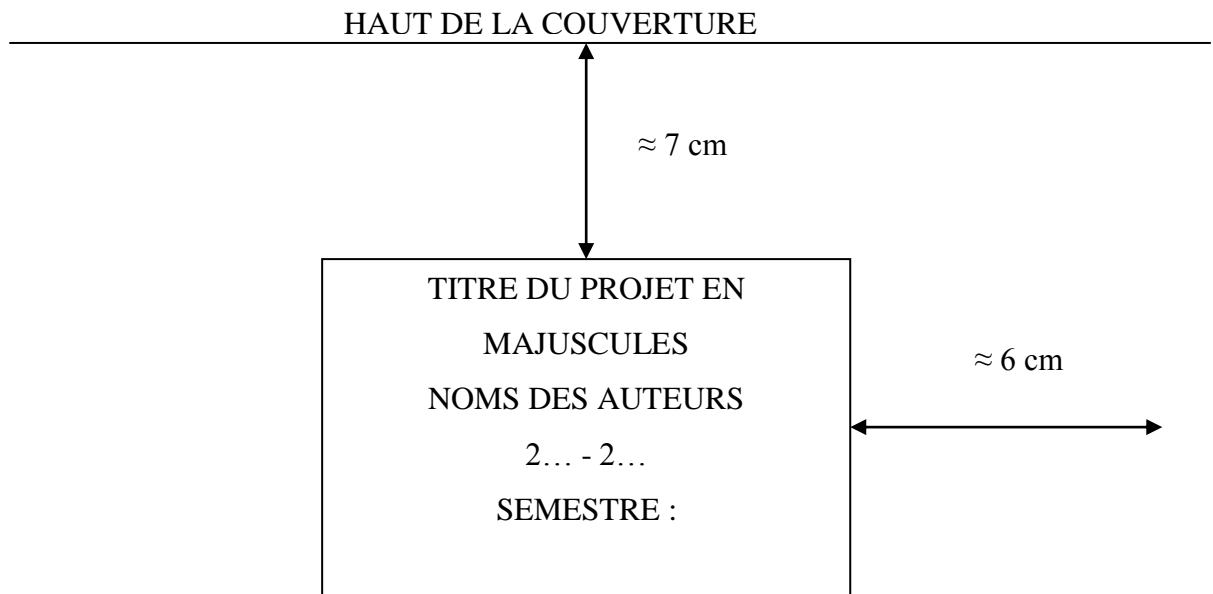 HAUT DE LA COUVERTURE
≈ 7 cm
TITRE DU PROJET EN
MAJUSCULES
NOMS DES AUTEURS
2… - 2…
SEMESTRE :
≈ 6 cm